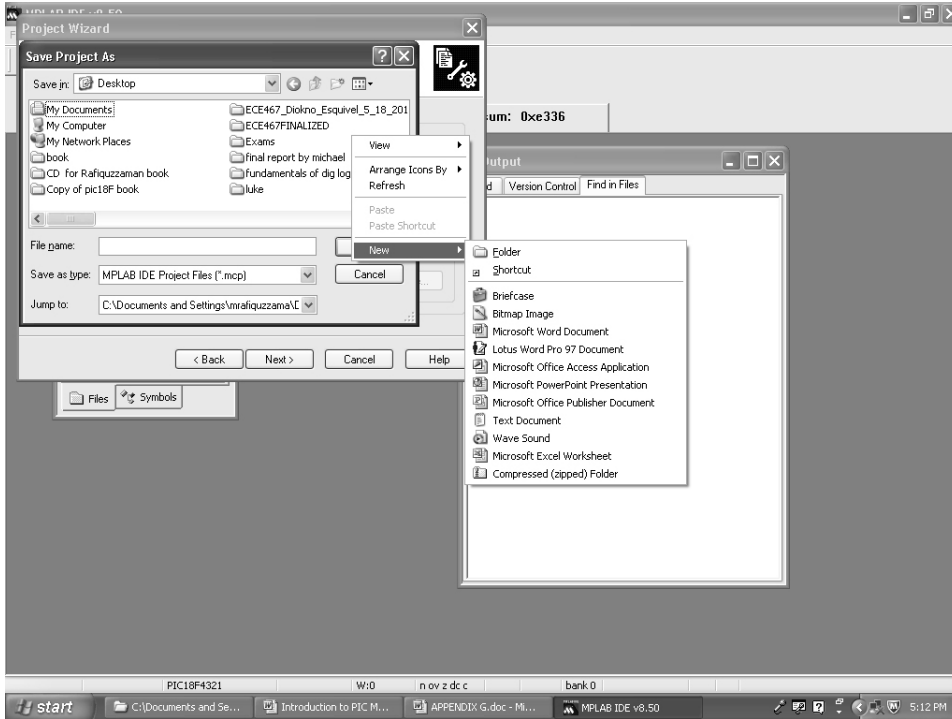 MPLAB IDE v8.50
Project Wizard
Save Project As
Save in:
Desktop
My Documents
My Computer
My Network Places
book
CD for Rafiquzzaman book
Copy of pic18F book
ECE467_Diokno_Esquivel_5_18_201
ECE467FINALIZED
Exams
final report by michael
fundamentals of dig log
luke
File name:
Save as type:
MPLAB IDE Project Files (*.mcp)
Cancel
Jump to:
C:\Documents and Settings\mrafiquzzama\D
< Back
Next >
Cancel
Help
View
Arrange Icons By
Refresh
Paste
Paste Shortcut
New
Folder
Shortcut
Briefcase
Bitmap Image
Microsoft Word Document
Lotus Word Pro 97 Document
Microsoft Office Access Application
Microsoft PowerPoint Presentation
Microsoft Office Publisher Document
Text Document
Wave Sound
Microsoft Excel Worksheet
Compressed (zipped) Folder
um: 0xe336
utput
d
Version Control
Find in Files
Files
Symbols
PIC18F4321
W:0
n ov z dc c
bank 0
start
C:\Documents and Se...
Introduction to PIC M...
APPENDIX G.doc - Mi...
MPLAB IDE v8.50
5:12 PM